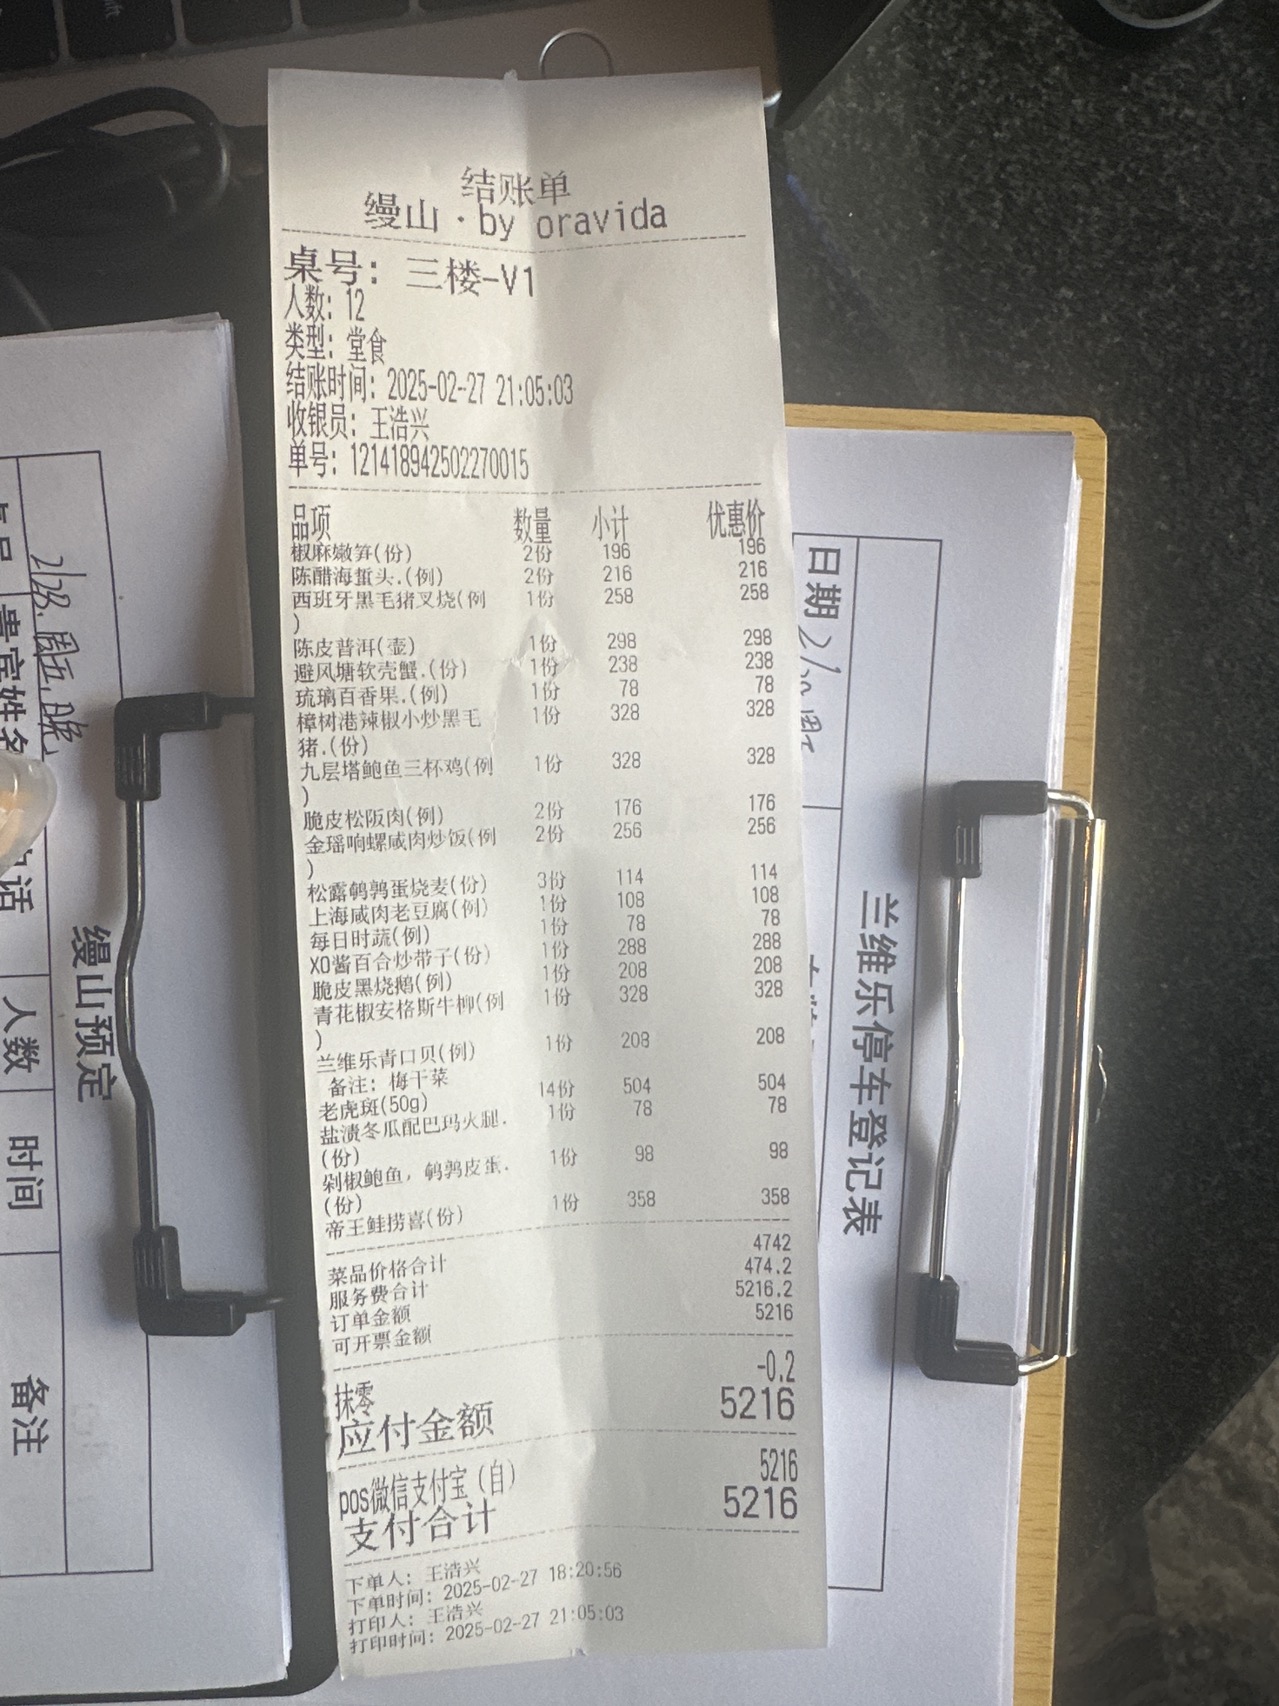 结账单
缦山·by oravida
桌号：三楼-V1
人数：12
类型：堂食
结账时间：2025-02-27 21:05:03
收银员：王浩兴
单号：121418942502270015
品项 数量 小计 优惠价
椒麻嫩笋(份) 2份 196 196
陈醋海蜇头.(例) 2份 216 216
西班牙黑毛猪叉烧(例 1份 258 258
)
陈皮普洱(壶) 1份 298 298
避风塘软壳蟹.(份) 1份 238 238
琉璃百香果.(例) 1份 78 78
樟树港辣椒小炒黑毛 1份 328 328
猪.(份)
九层塔鲍鱼三杯鸡(例 1份 328 328
)
脆皮松阪肉(例) 2份 176 176
金瑶响螺咸肉炒饭(例 2份 256 256
)
松露鹌鹑蛋烧麦(份) 3份 114 114
上海咸肉老豆腐(例) 1份 108 108
每日时蔬(例) 1份 78 78
XO酱百合炒带子(份) 1份 288 288
脆皮黑烧鹅(例) 1份 208 208
青花椒安格斯牛柳(例 1份 328 328
)
兰维乐青口贝(例) 1份 208 208
备注：梅干菜
老虎斑(50g) 14份 504 504
盐渍冬瓜配巴玛火腿. 1份 78 78
(份)
剁椒鲍鱼，鹌鹑皮蛋. 1份 98 98
(份)
帝王鲑捞喜(份) 1份 358 358
菜品价格合计 4742
服务费合计 474.2
订单金额 5216.2
可开票金额 5216
抹零 -0.2
应付金额 5216
pos微信支付宝（自） 5216
支付合计 5216
下单人：王浩兴
下单时间：2025-02-27 18:20:56
打印人：王浩兴
打印时间：2025-02-27 21:05:03
缦山预定
贵宾姓名
人数
时间
备注
2/28.周五.晚
兰维乐停车登记表
日期